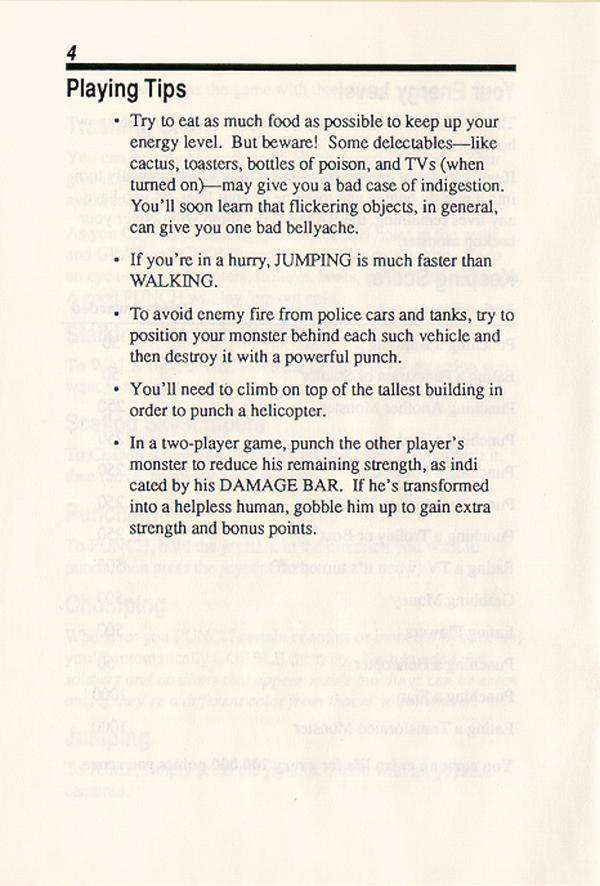 4
Playing Tips
• Try to eat as much food as possible to keep up your
energy level. But beware! Some delectables—like
cactus, toasters, bottles of poison, and TVs (when
turned on)—may give you a bad case of indigestion.
You'll soon learn that flickering objects, in general,
can give you one bad bellyache.
• If you're in a hurry, JUMPING is much faster than
WALKING.
• To avoid enemy fire from police cars and tanks, try to
position your monster behind each such vehicle and
then destroy it with a powerful punch.
• You'll need to climb on top of the tallest building in
order to punch a helicopter.
• In a two-player game, punch the other player's
monster to reduce his remaining strength, as indi
cated by his DAMAGE BAR. If he's transformed
into a helpless human, gobble him up to gain extra
strength and bonus points.